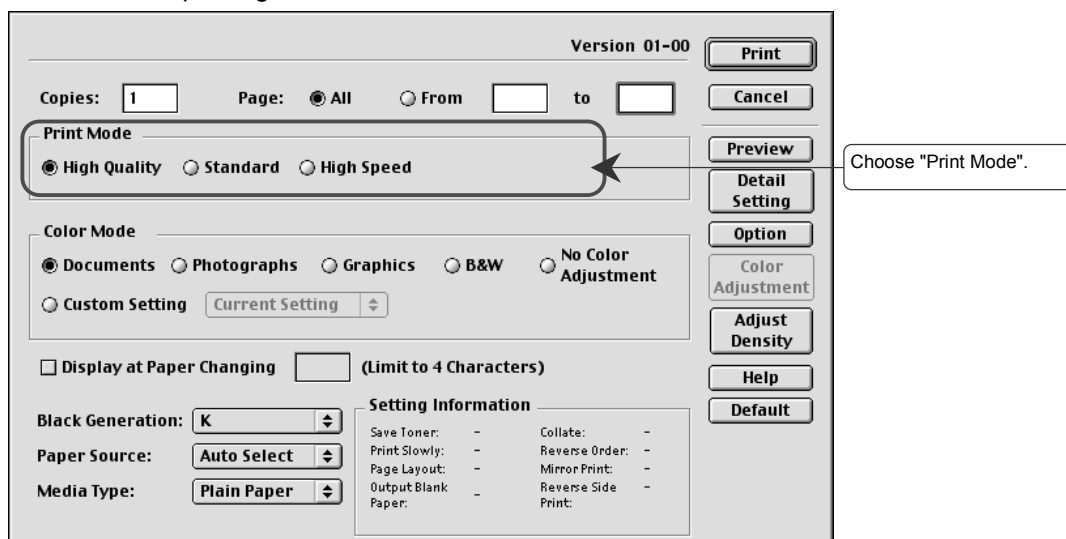 Version 01-00
Print
Copies: 1 Page: All From to
Cancel
Print Mode
High Quality Standard High Speed
Preview
Choose "Print Mode".
Detail
Setting
Color Mode
Option
Documents Photographs Graphics B&W No Color
Adjustment
Color
Adjustment
Custom Setting Current Setting
Adjust
Density
Display at Paper Changing (Limit to 4 Characters)
Help
Default
Black Generation: K
Paper Source: Auto Select
Media Type: Plain Paper
Setting Information
Save Toner: - Collate: -
Print Slowly: - Reverse Order: -
Page Layout: - Mirror Print: -
Output Blank
Paper: -
Reverse Side
Print: -